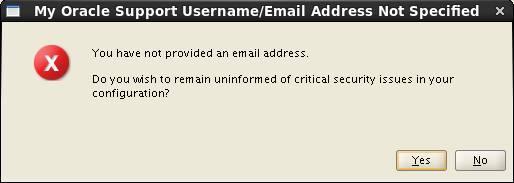 My Oracle Support Username/Email Address Not Specified
You have not provided an email address.
Do you wish to remain uninformed of critical security issues in your
configuration?
Yes No